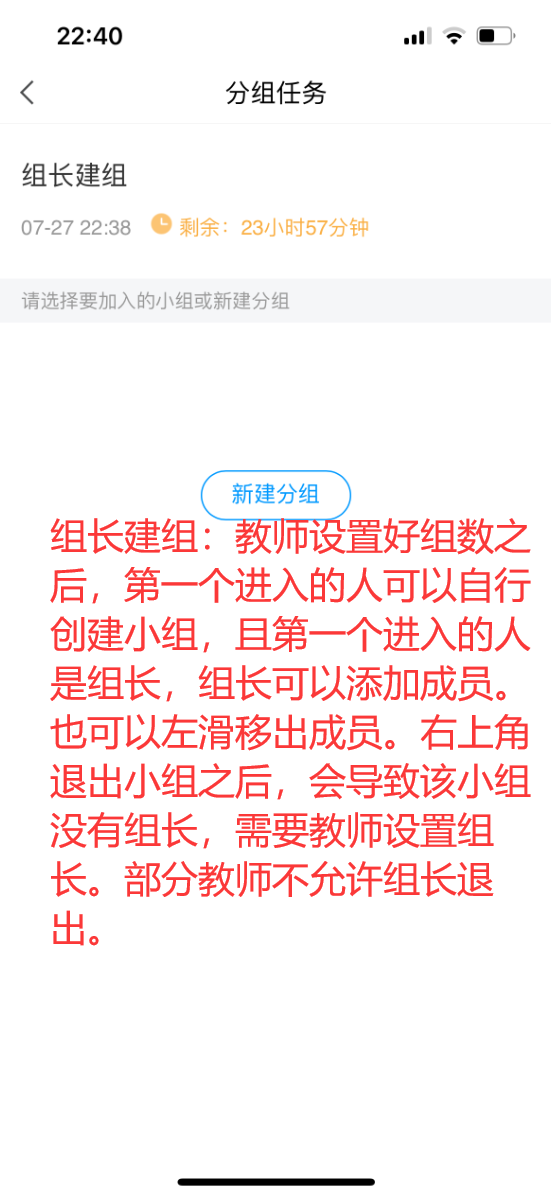 22:40
分组任务
组长建组
07-27 22:38 剩余：23小时57分钟
请选择要加入的小组或新建分组
新建分组
组长建组：教师设置好组数之
后，第一个进入的人可以自行
创建小组，且第一个进入的人
是组长，组长可以添加成员。
也可以左滑移出成员。右上角
退出小组之后，会导致该小组
没有组长，需要教师设置组
长。部分教师不允许组长退
出。